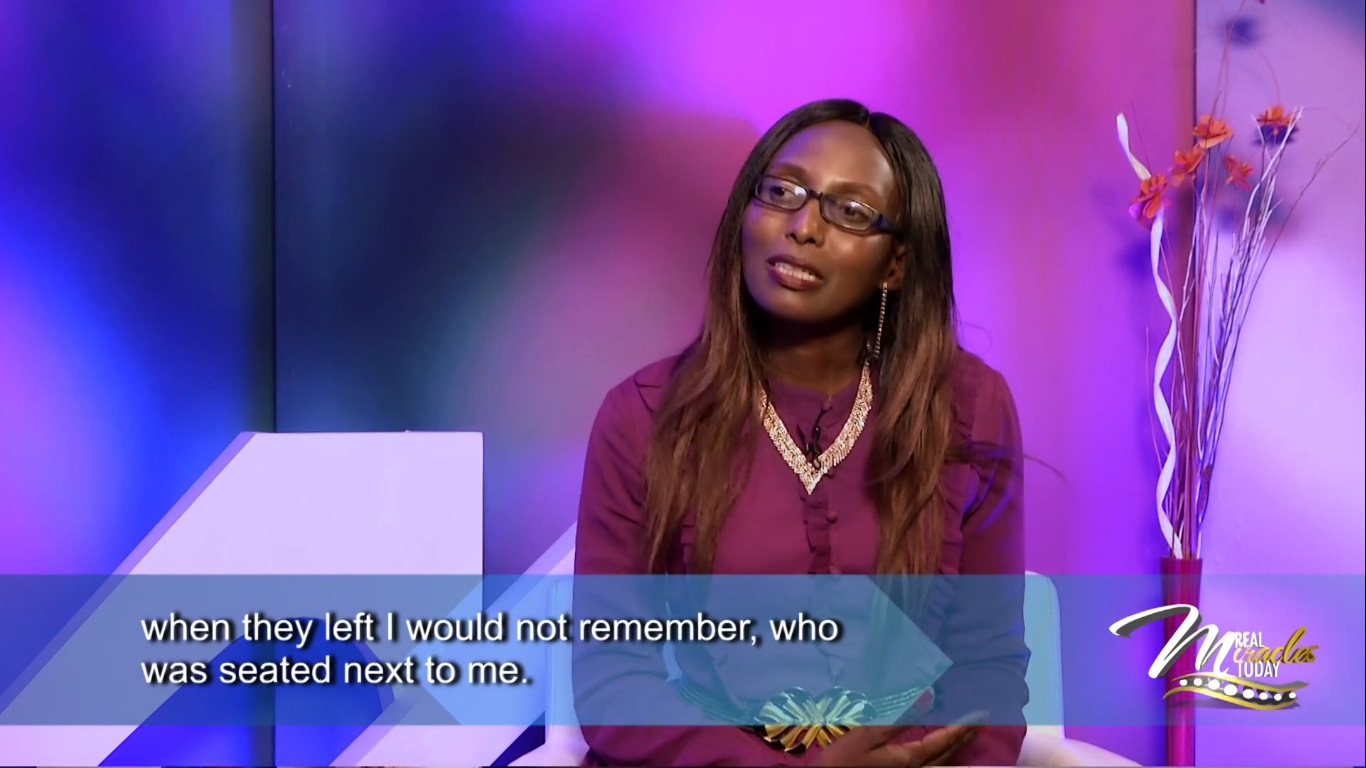 when they left I would not remember, who
was seated next to me.
REAL
Miracles
TODAY